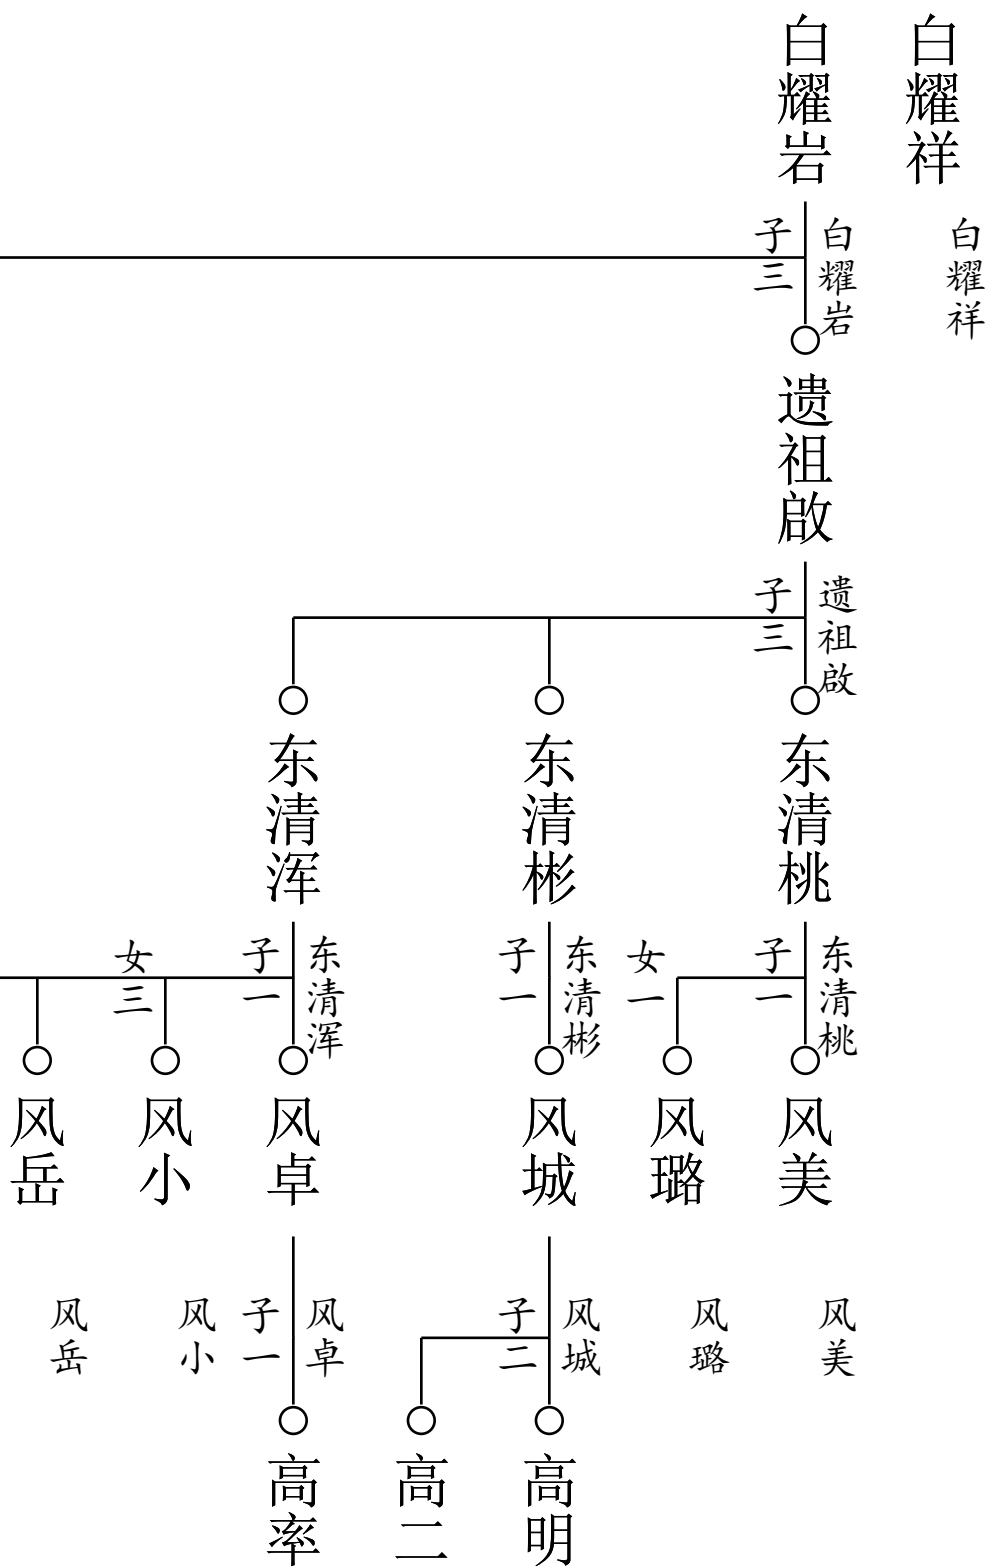 白耀祥
白耀岩
白耀祥
白耀岩
子三
遗祖啟
遗祖啟
子三
东清桃
东清彬
东清浑
东清桃
子一
女一
东清彬
子一
东清浑
子一
女三
风美
风璐
风城
风卓
风小
风岳
风美
风璐
风城
子二
风卓
子一
风小
风岳
高明
高二
高率